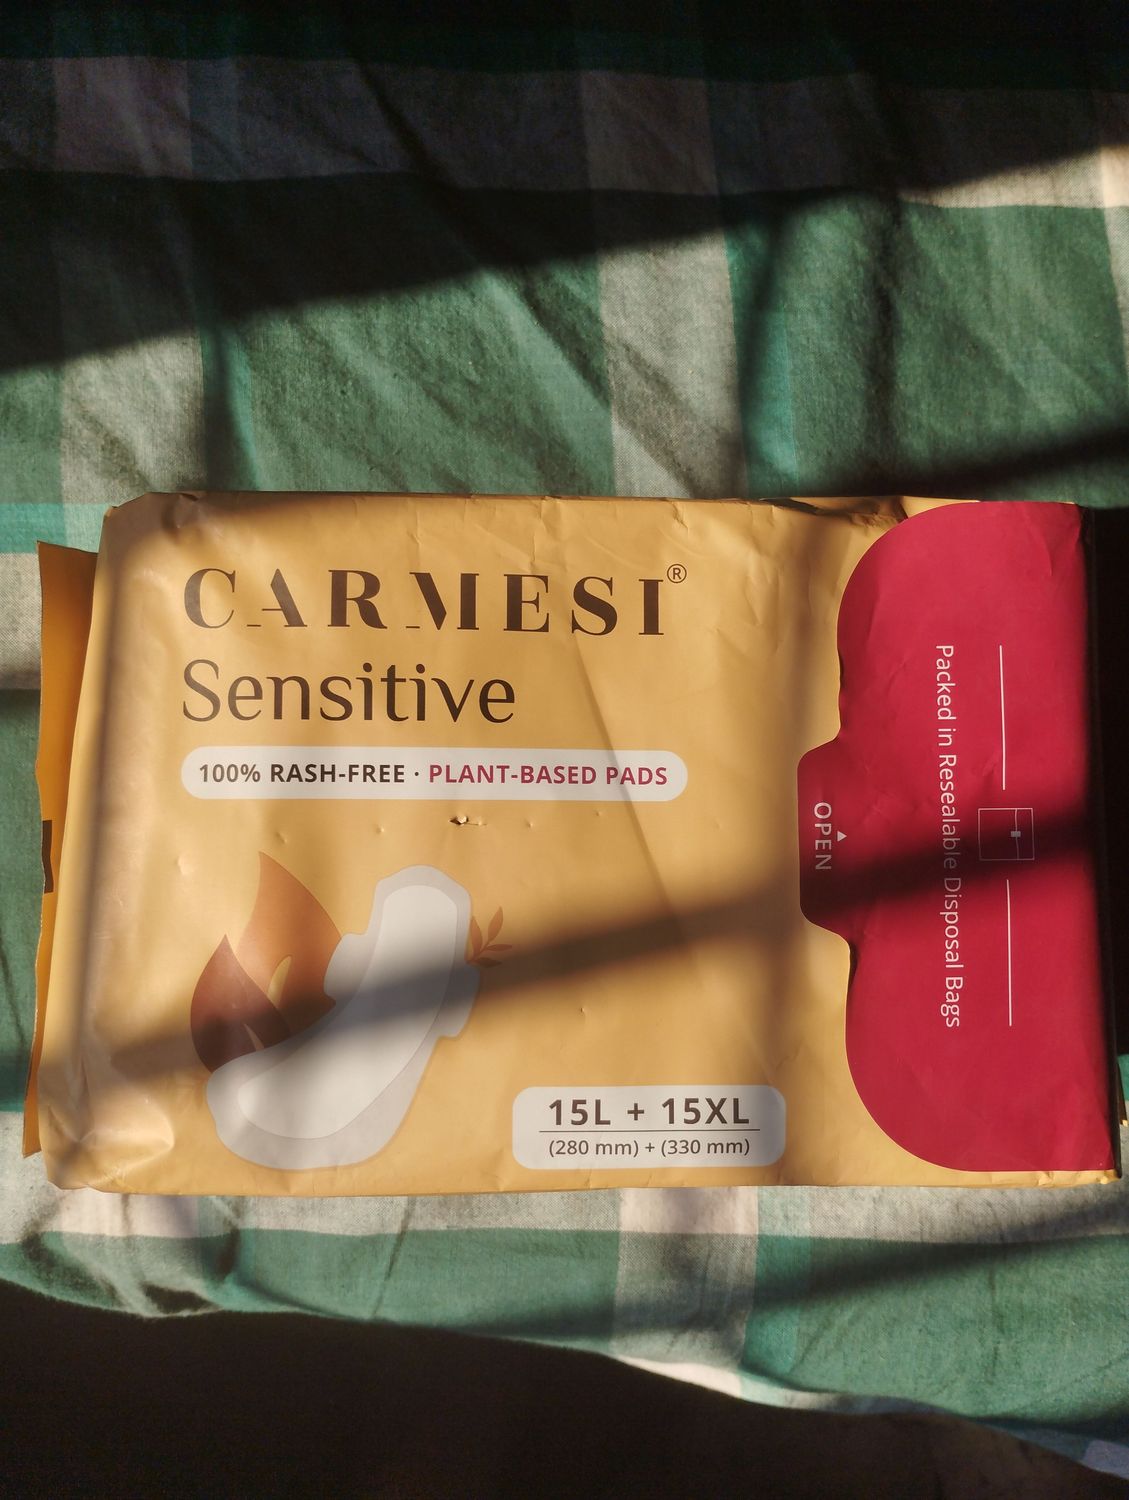 CARMESI®
Sensitive
100% RASH-FREE · PLANT-BASED PADS
15L + 15XL
(280 mm) + (330 mm)
OPEN
Packed in Resealable Disposal Bags